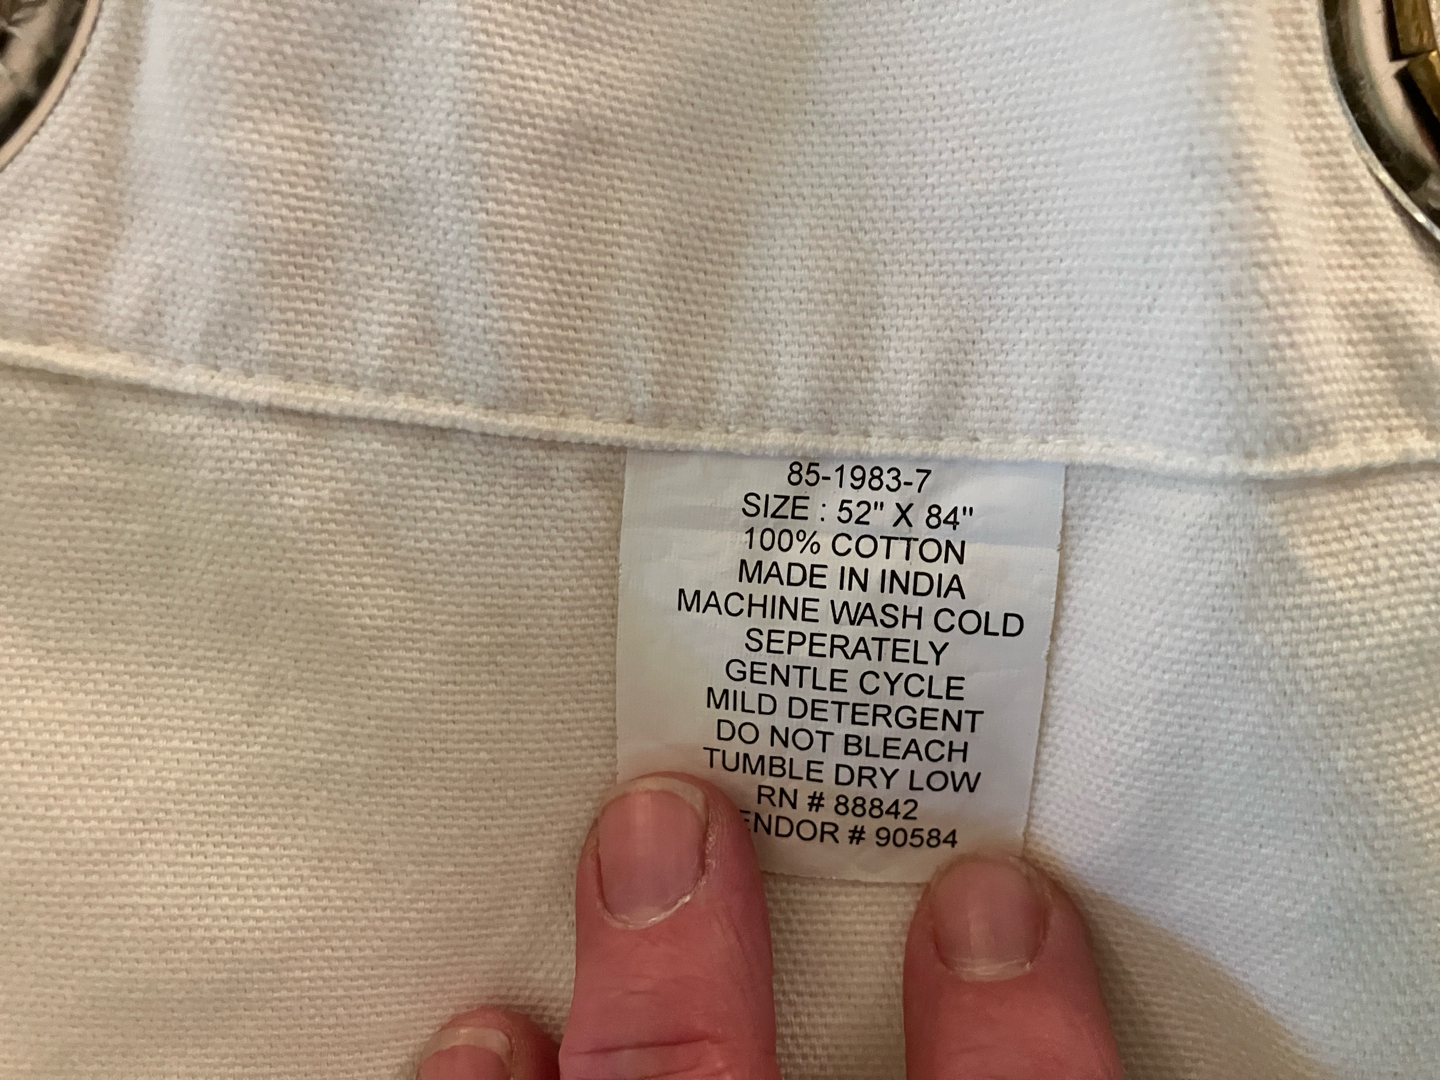 85-1983-7
SIZE : 52" X 84"
100% COTTON
MADE IN INDIA
MACHINE WASH COLD
SEPERATELY
GENTLE CYCLE
MILD DETERGENT
DO NOT BLEACH
TUMBLE DRY LOW
RN # 88842
ENDOR # 90584